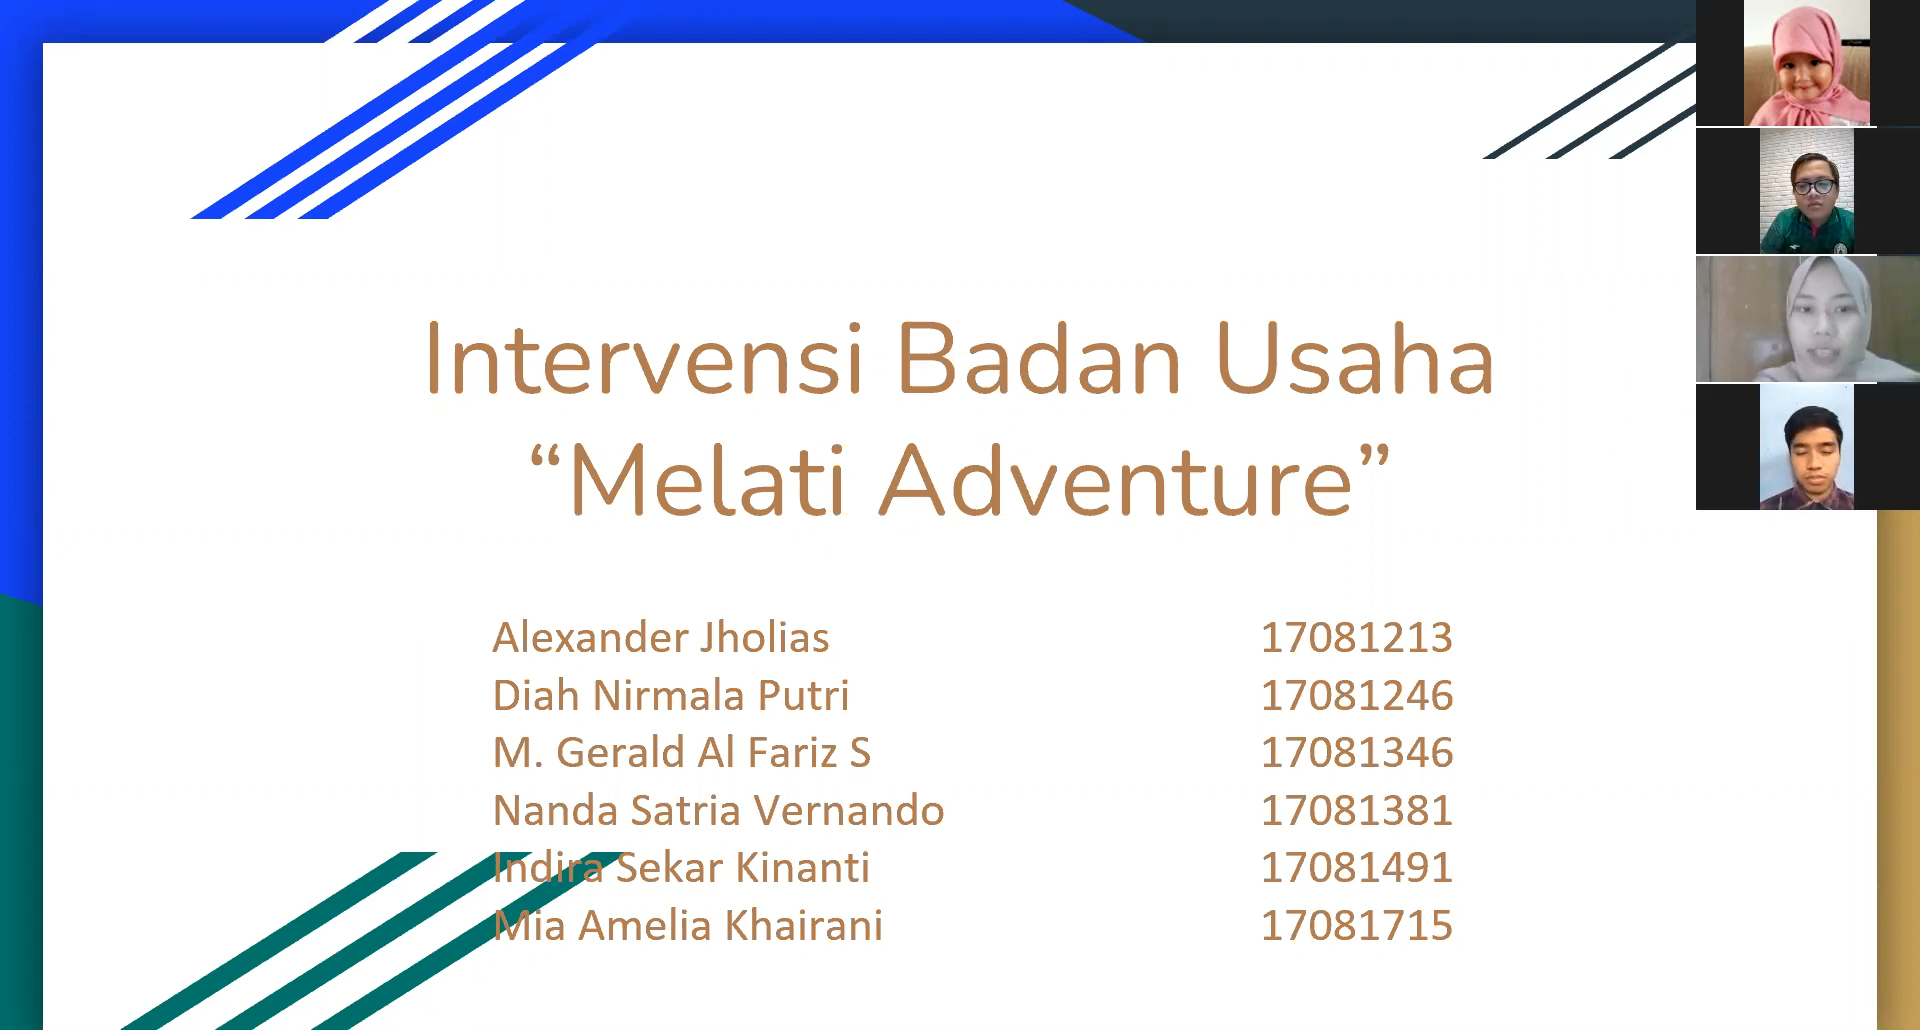 Intervensi Badan Usaha
“Melati Adventure”
Alexander Jholias 17081213
Diah Nirmala Putri 17081246
M. Gerald Al Fariz S 17081346
Nanda Satria Vernando 17081381
Indira Sekar Kinanti 17081491
Mia Amelia Khairani 17081715